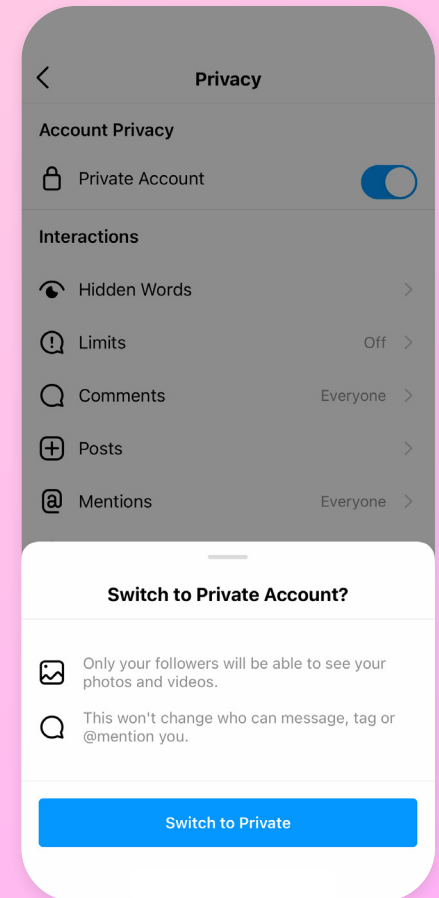 Privacy
Account Privacy
Private Account
Interactions
Hidden Words
Limits Off
Comments Everyone
Posts
Mentions Everyone
Switch to Private Account?
Only your followers will be able to see your
photos and videos.
This won't change who can message, tag or
@mention you.
Switch to Private